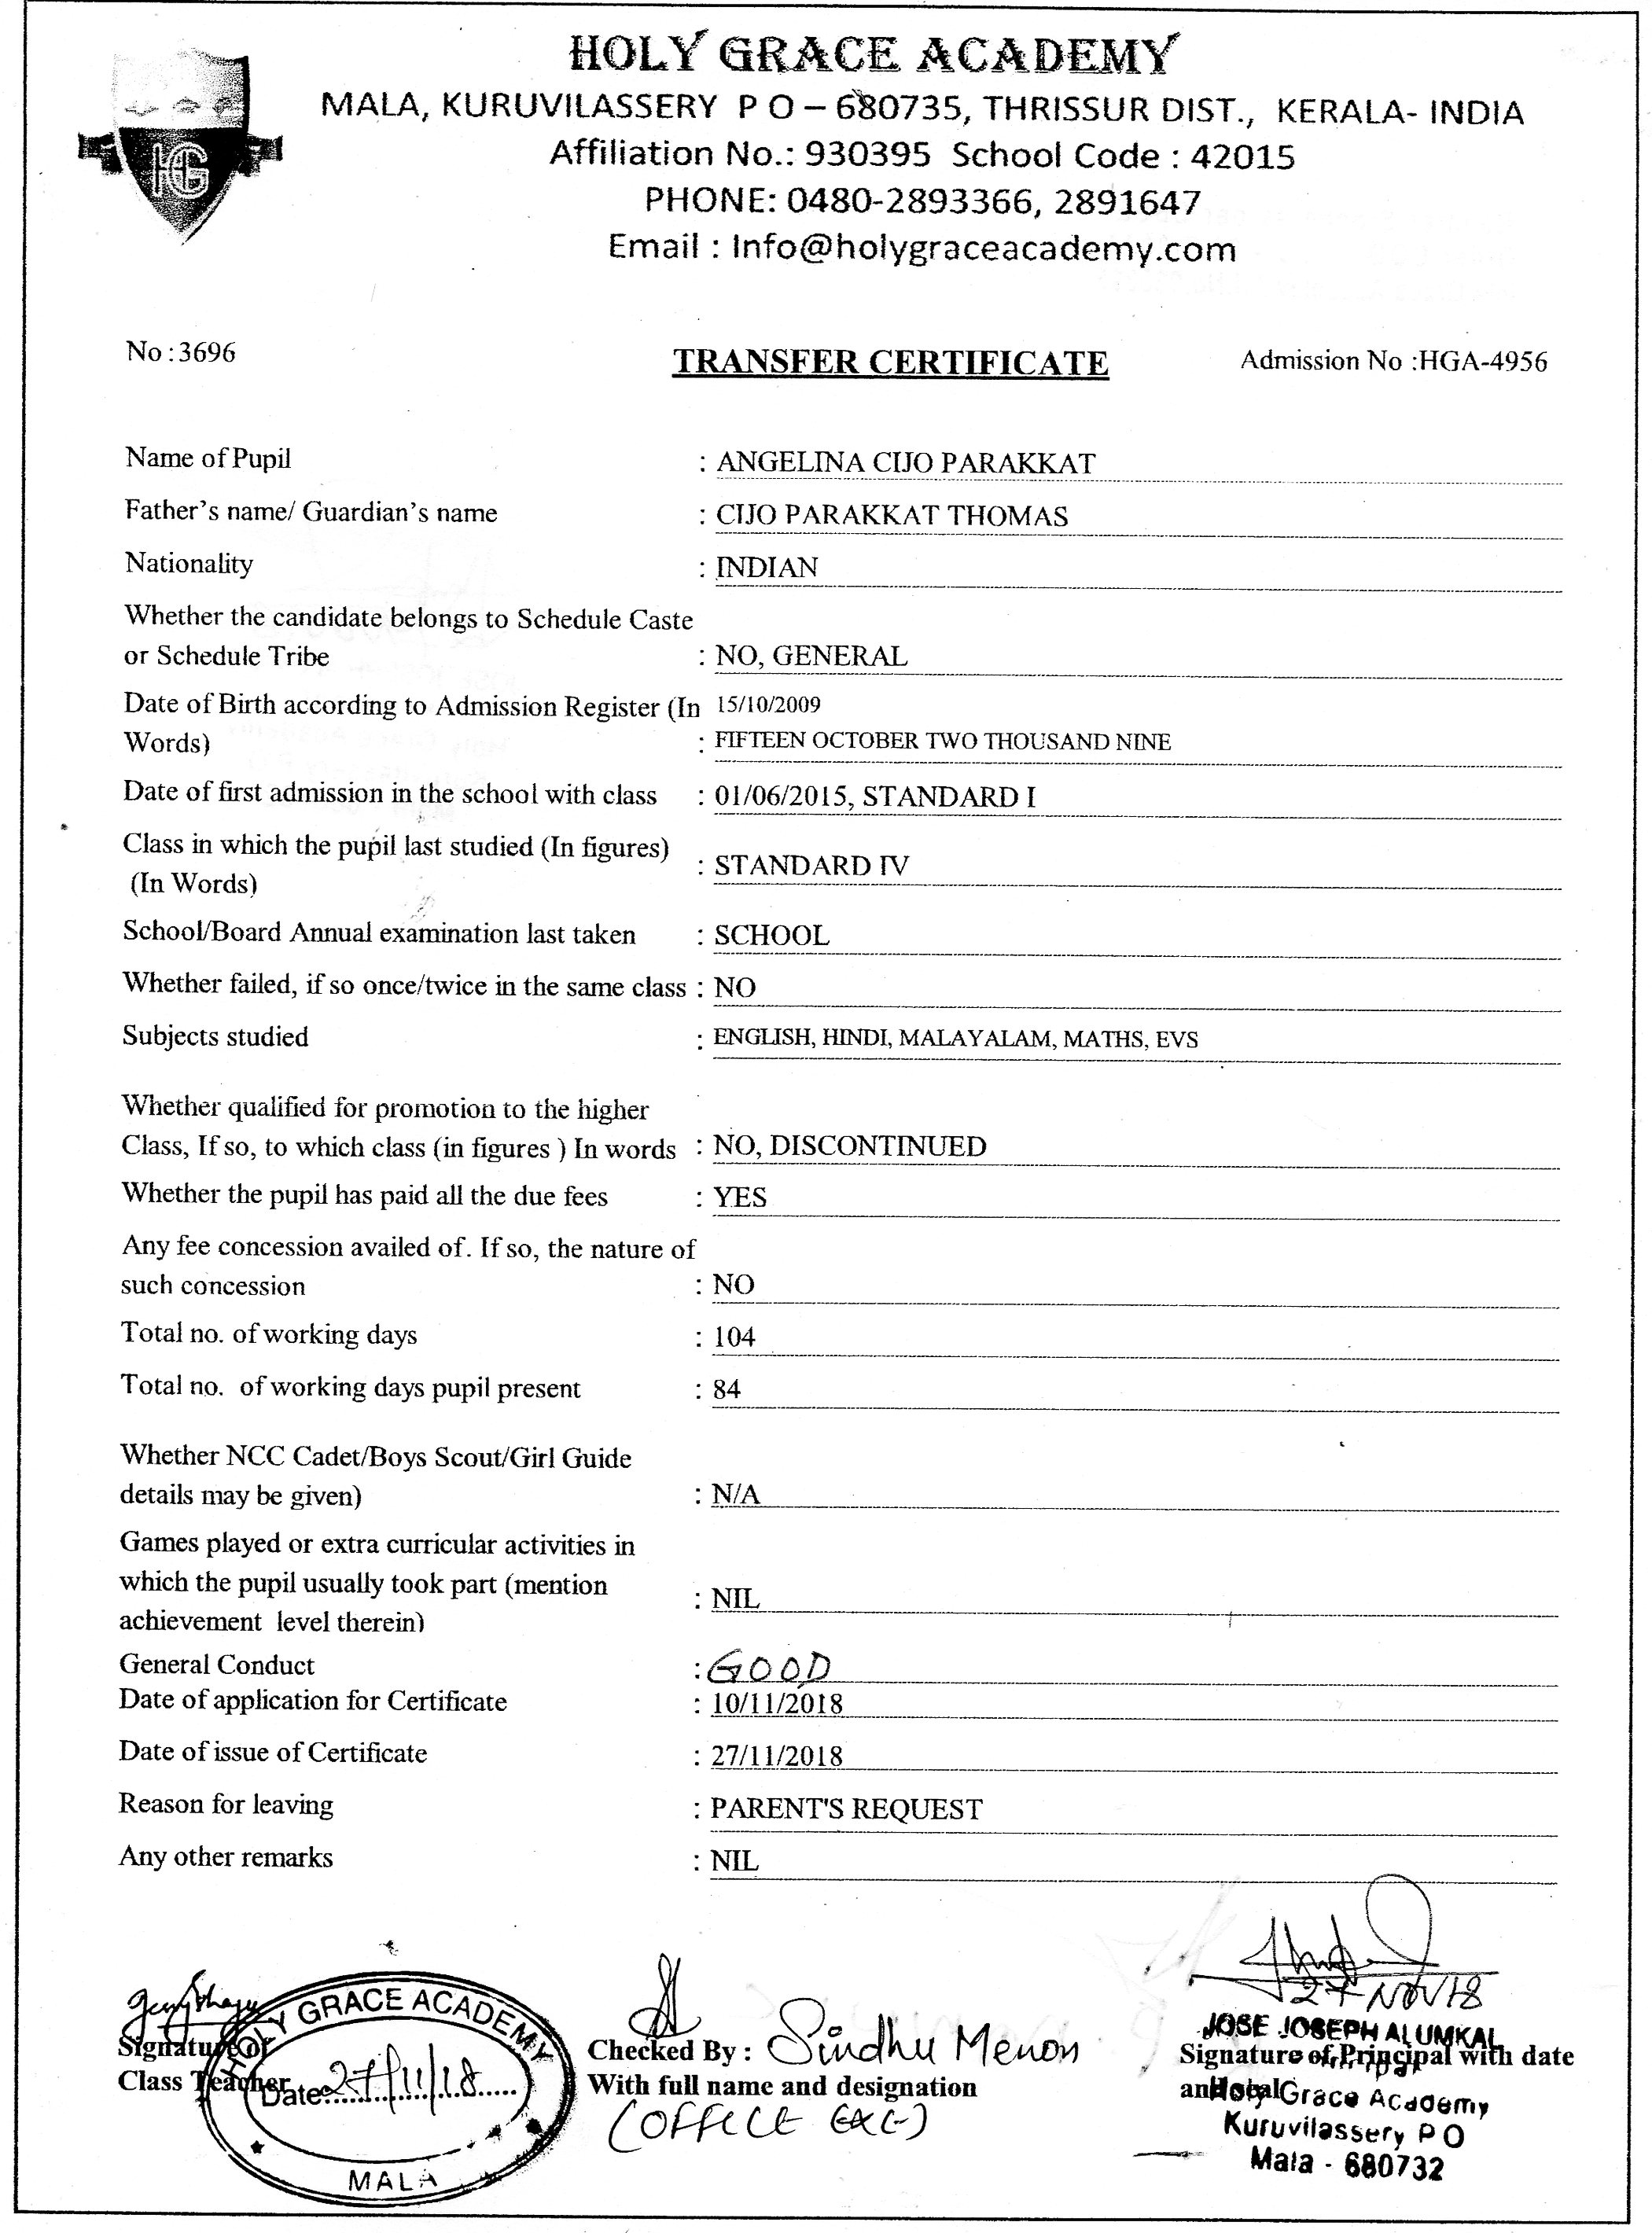 HOLY GRACE ACADEMY
MALA, KURUVILASSERY P O – 680735, THRISSUR DIST., KERALA- INDIA
Affiliation No.: 930395 School Code : 42015
PHONE: 0480-2893366, 2891647
Email : Info@holygraceacademy.com
HG
No :3696
TRANSFER CERTIFICATE
Admission No :HGA-4956
Name of Pupil : ANGELINA CIJO PARAKKAT
Father's name/ Guardian's name : CIJO PARAKKAT THOMAS
Nationality : INDIAN
Whether the candidate belongs to Schedule Caste
or Schedule Tribe : NO, GENERAL
Date of Birth according to Admission Register (In 15/10/2009
Words) : FIFTEEN OCTOBER TWO THOUSAND NINE
Date of first admission in the school with class : 01/06/2015, STANDARD I
Class in which the pupil last studied (In figures)
(In Words) : STANDARD IV
School/Board Annual examination last taken : SCHOOL
Whether failed, if so once/twice in the same class : NO
Subjects studied : ENGLISH, HINDI, MALAYALAM, MATHS, EVS
Whether qualified for promotion to the higher
Class, If so, to which class (in figures ) In words : NO, DISCONTINUED
Whether the pupil has paid all the due fees : YES
Any fee concession availed of. If so, the nature of
such concession : NO
Total no. of working days : 104
Total no. of working days pupil present : 84
Whether NCC Cadet/Boys Scout/Girl Guide
details may be given) : N/A
Games played or extra curricular activities in
which the pupil usually took part (mention : NIL
achievement level therein)
General Conduct : GOOD
Date of application for Certificate : 10/11/2018
Date of issue of Certificate : 27/11/2018
Reason for leaving : PARENT'S REQUEST
Any other remarks : NIL
Signature of
Class Teacher
HOLY GRACE ACADEMY
Date: 27/11/18
MALA
Checked By : Sindhu Menon
With full name and designation
(OFFICE EXE)
27 NOV 18
JOSE JOSEPH ALUMKAL
Signature of Principal with date
and seal
Principal
Holy Grace Academy
Kuruvilassery P O
Mala - 680732